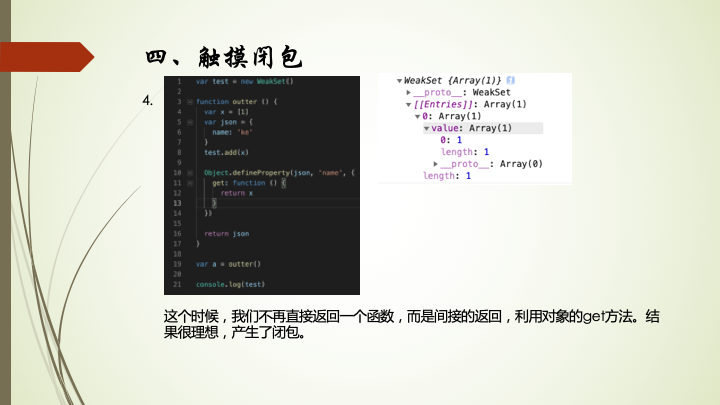 四、触摸闭包
4.
1 var test = new WeakSet()
2
3 function outter () {
4 var x = [1]
5 var json = {
6 name: 'ke'
7 }
8 test.add(x)
9
10 Object.defineProperty(json, 'name', {
11 get: function () {
12 return x
13 }
14 })
15
16 return json
17 }
18
19 var a = outter()
20
21 console.log(test)
WeakSet {Array(1)} i
__proto__: WeakSet
[[Entries]]: Array(1)
0: Array(1)
value: Array(1)
0: 1
length: 1
__proto__: Array(0)
length: 1
这个时候，我们不再直接返回一个函数，而是间接的返回，利用对象的get方法。结
果很理想，产生了闭包。